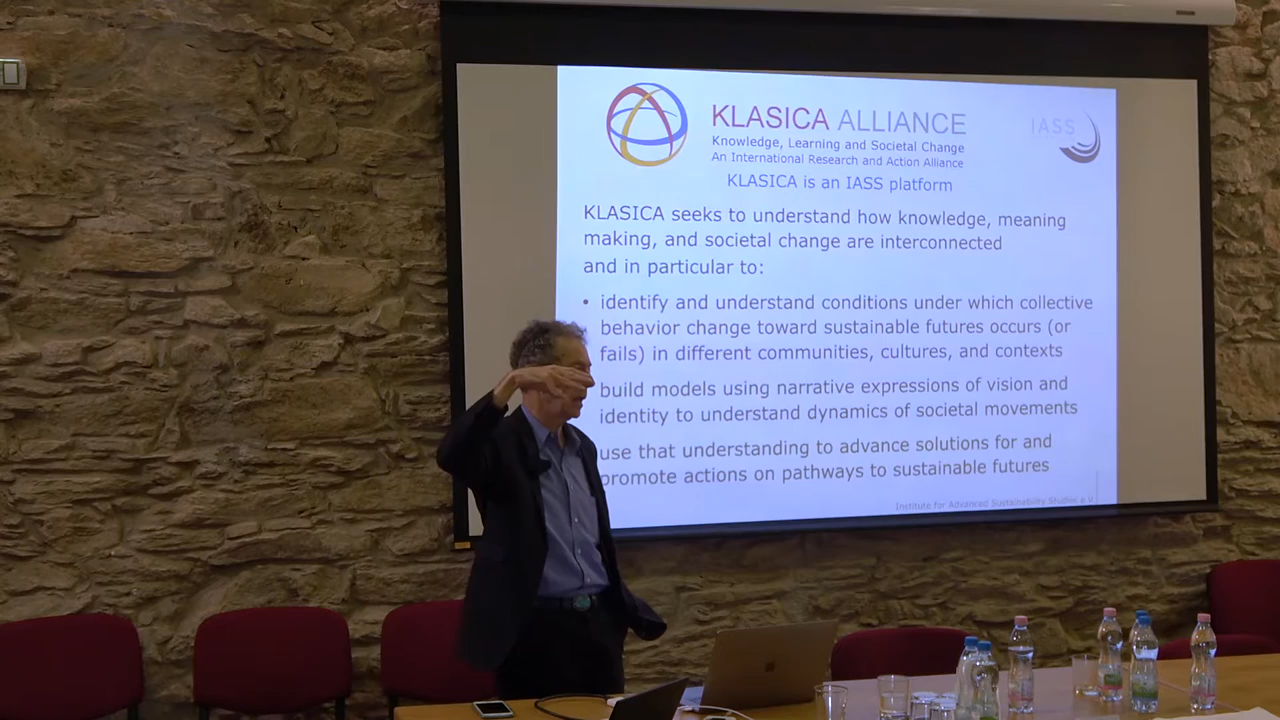 KLASICA ALLIANCE
IASS
Knowledge, Learning and Societal Change
An International Research and Action Alliance
KLASICA is an IASS platform
KLASICA seeks to understand how knowledge, meaning
making, and societal change are interconnected
and in particular to:
• identify and understand conditions under which collective
behavior change toward sustainable futures occurs (or
fails) in different communities, cultures, and contexts
build models using narrative expressions of vision and
identity to understand dynamics of societal movements
use that understanding to advance solutions for and
promote actions on pathways to sustainable futures
Institute for Advanced Sustainability Studies e.V